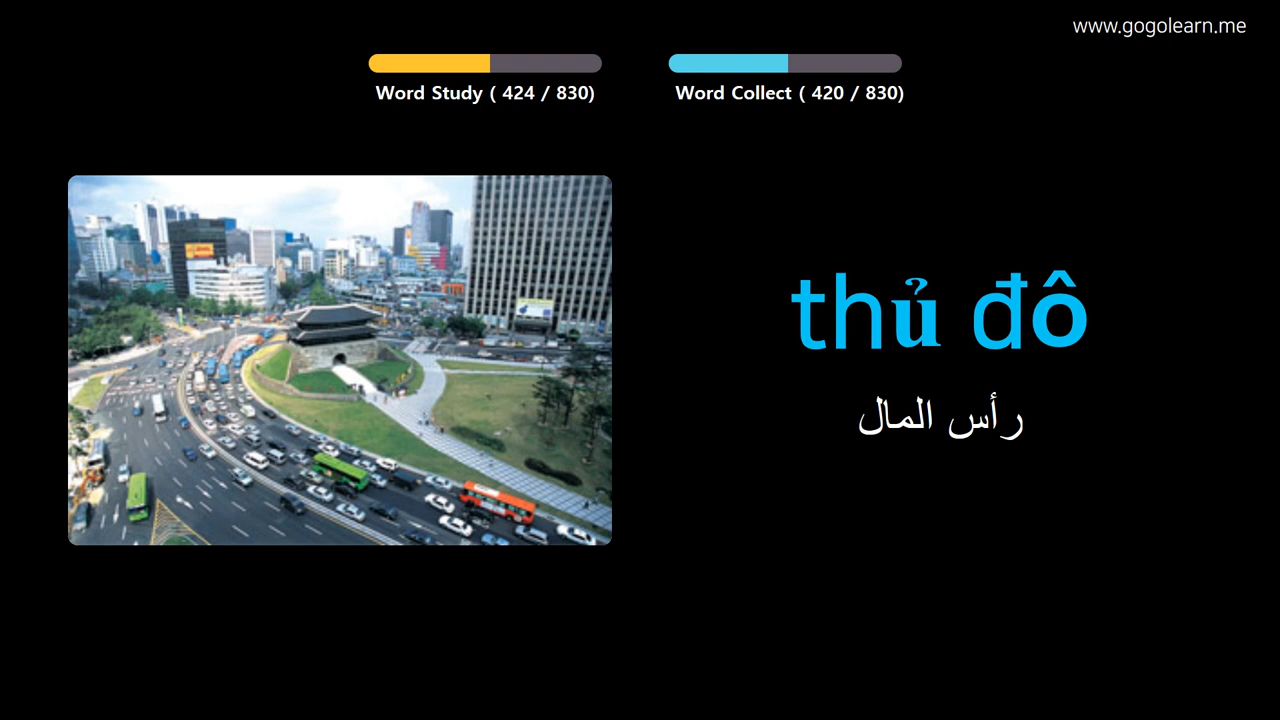 www.gogolearn.me
Word Study ( 424 / 830)
Word Collect ( 420 / 830)
thủ đô
رأس المال